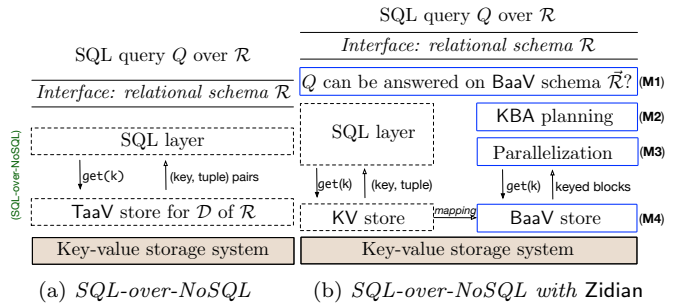 SQL query Q over R
Interface: relational schema R
SQL layer
get(k)
(key, tuple) pairs
TaaV store for D of R
Key-value storage system
(SQL-over-NoSQL)
(a) SQL-over-NoSQL
SQL query Q over R
Interface: relational schema R
Q can be answered on BaaV schema R⃗?
(M1)
SQL layer
KBA planning
(M2)
Parallelization
(M3)
get(k)
(key, tuple)
get(k)
keyed blocks
KV store
mapping
BaaV store
(M4)
Key-value storage system
(b) SQL-over-NoSQL with Zidian